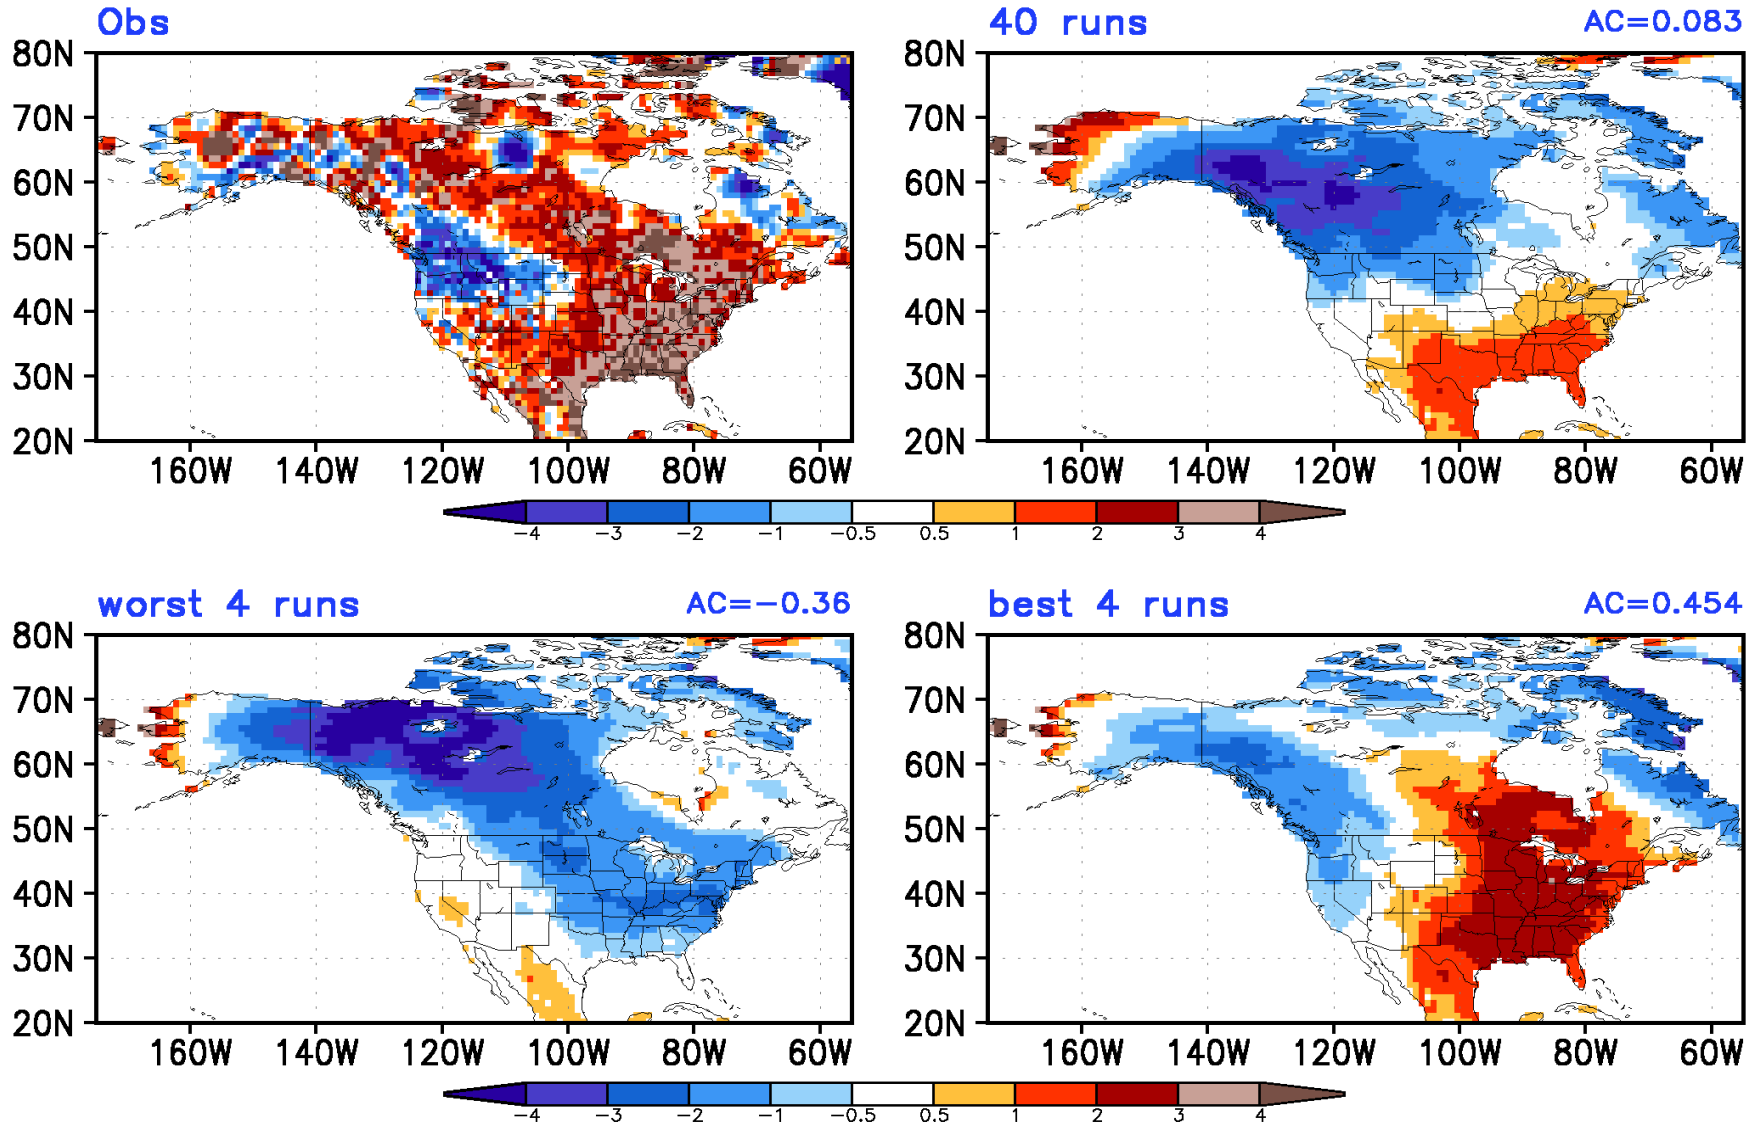 Obs
40 runs AC=0.083
80N 80N
70N 70N
60N 60N
50N 50N
40N 40N
30N 30N
20N 20N
160W 140W 120W 100W 80W 60W 160W 140W 120W 100W 80W 60W
-4 -3 -2 -1 -0.5 0.5 1 2 3 4
worst 4 runs AC=-0.36
best 4 runs AC=0.454
80N 80N
70N 70N
60N 60N
50N 50N
40N 40N
30N 30N
20N 20N
160W 140W 120W 100W 80W 60W 160W 140W 120W 100W 80W 60W
-4 -3 -2 -1 -0.5 0.5 1 2 3 4